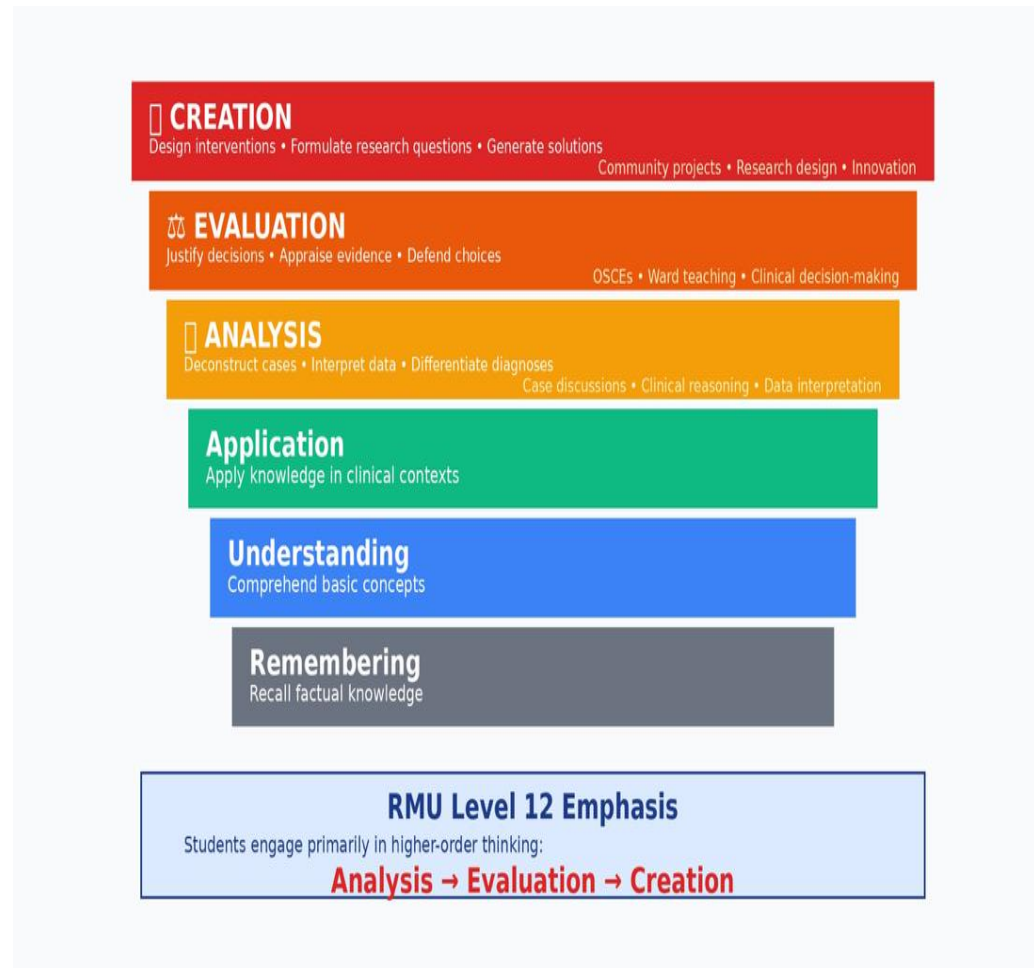 CREATION
Design interventions • Formulate research questions • Generate solutions
Community projects • Research design • Innovation
⚖ EVALUATION
Justify decisions • Appraise evidence • Defend choices
OSCEs • Ward teaching • Clinical decision-making
ANALYSIS
Deconstruct cases • Interpret data • Differentiate diagnoses
Case discussions • Clinical reasoning • Data interpretation
Application
Apply knowledge in clinical contexts
Understanding
Comprehend basic concepts
Remembering
Recall factual knowledge
RMU Level 12 Emphasis
Students engage primarily in higher-order thinking:
Analysis → Evaluation → Creation